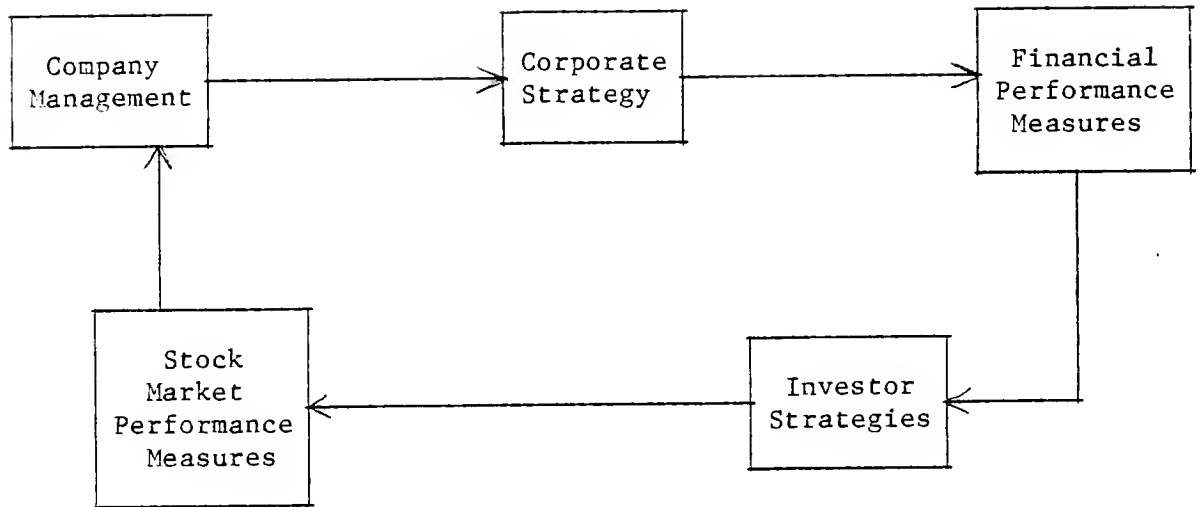 Company
Management
Corporate
Strategy
Financial
Performance
Measures
Stock
Market
Performance
Measures
Investor
Strategies